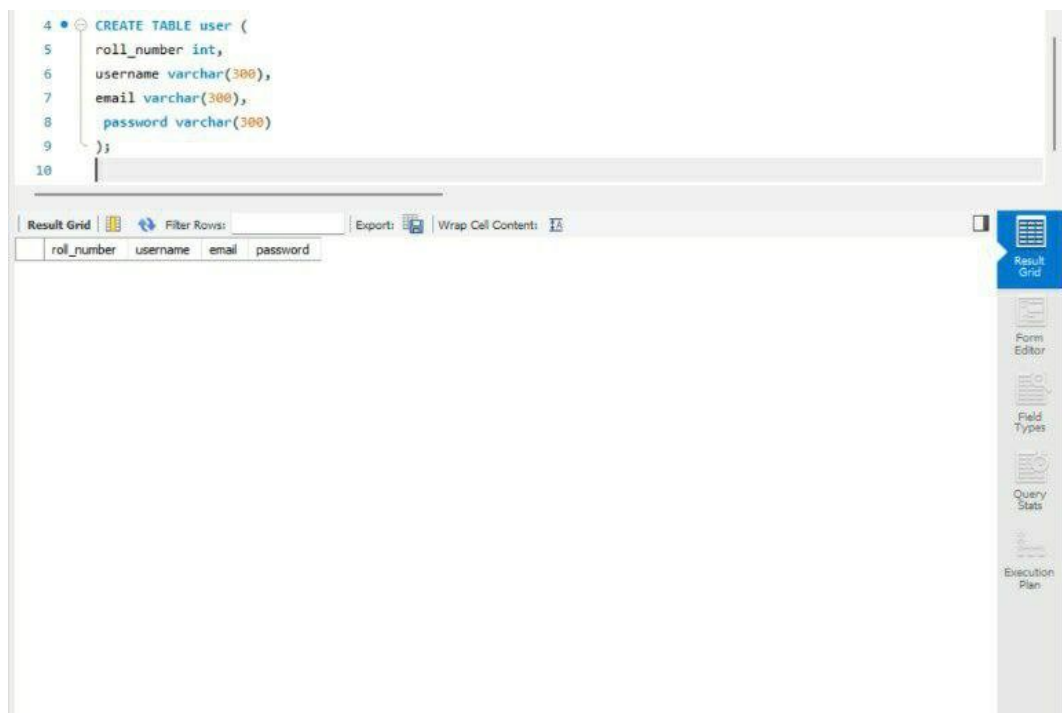 4 CREATE TABLE user (
5 roll_number int,
6 username varchar(300),
7 email varchar(300),
8 password varchar(300)
9 );
10
Result Grid Filter Rows: Export: Wrap Cell Content:
roll_number username email password
Result
Grid
Form
Editor
Field
Types
Query
Stats
Execution
Plan